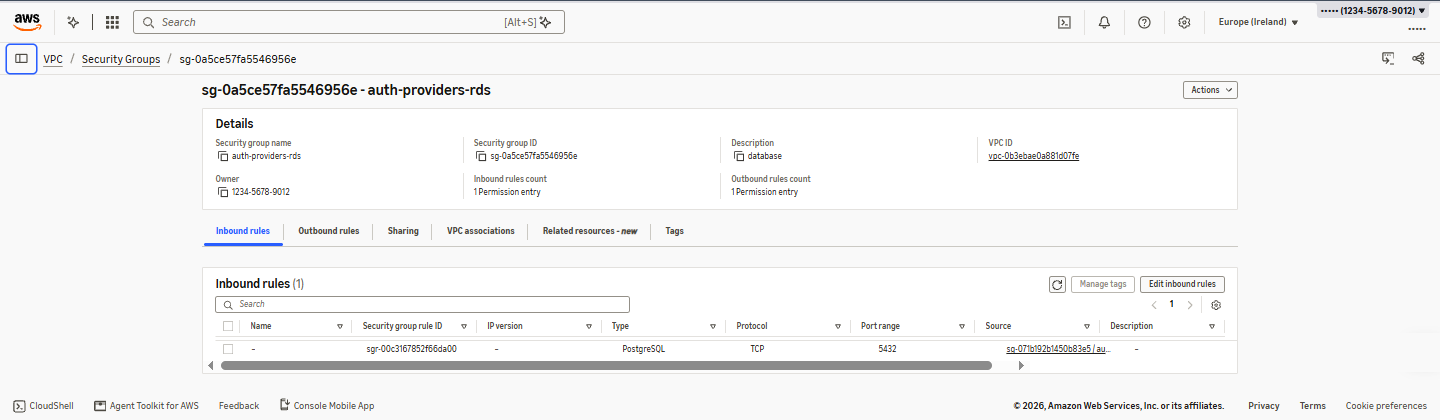 aws
Search [Alt+S]
Europe (Ireland)
••••• (1234-5678-9012)
•••••
VPC / Security Groups / sg-0a5ce57fa5546956e
sg-0a5ce57fa5546956e - auth-providers-rds
Actions
Details
Security group name Security group ID Description VPC ID
auth-providers-rds sg-0a5ce57fa5546956e database vpc-0b3ebae0a881d07fe
Owner Inbound rules count Outbound rules count
1234-5678-9012 1 Permission entry 1 Permission entry
Inbound rules Outbound rules Sharing VPC associations Related resources - new Tags
Inbound rules (1) Manage tags Edit inbound rules
Search 1
Name Security group rule ID IP version Type Protocol Port range Source Description
– sgr-00c3167852f66da00 – PostgreSQL TCP 5432 sg-071b192b1450b83e5 / au... –
CloudShell Agent Toolkit for AWS Feedback Console Mobile App © 2026, Amazon Web Services, Inc. or its affiliates. Privacy Terms Cookie preferences